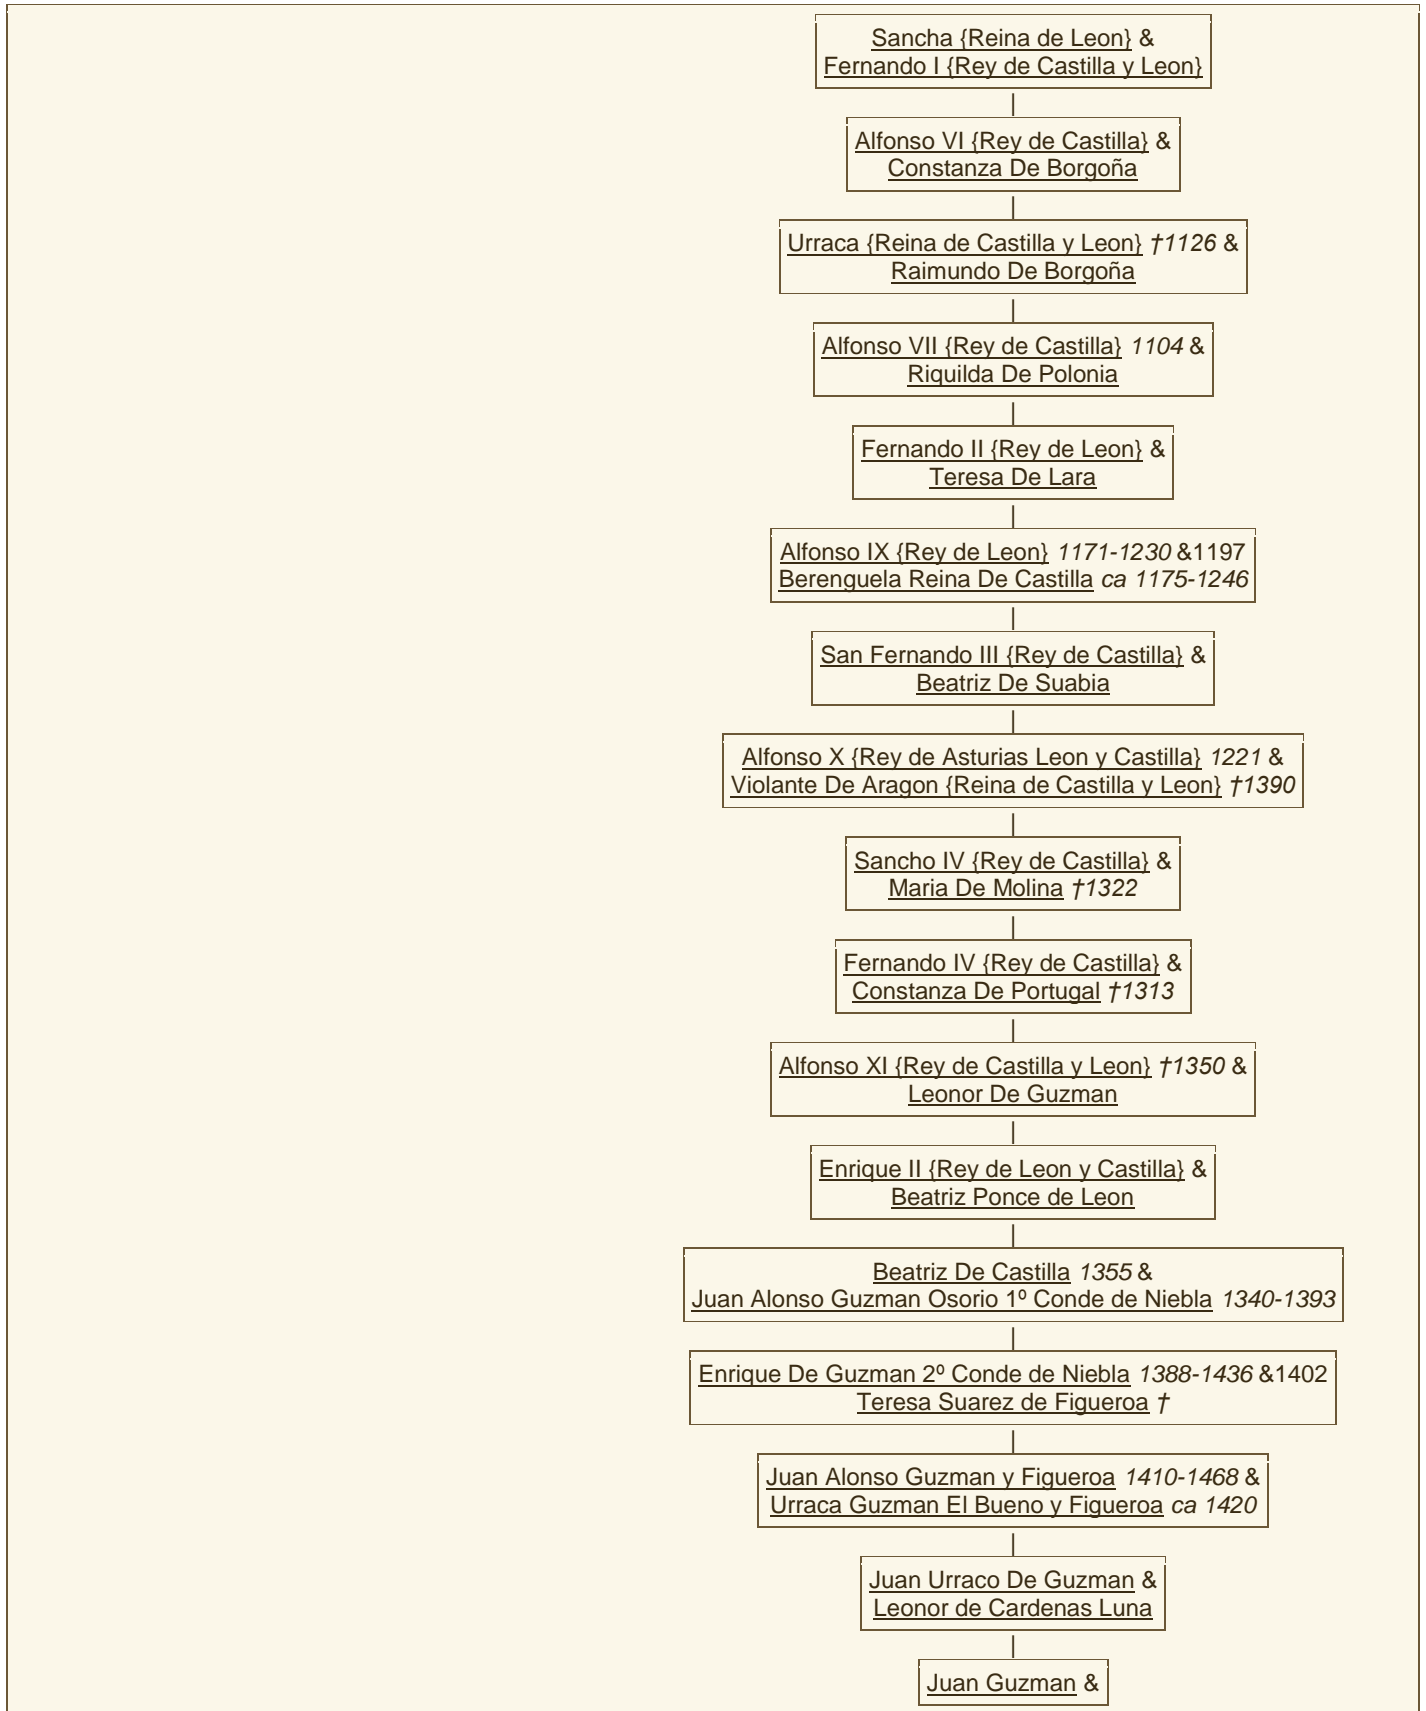 Sancha {Reina de Leon} &
Fernando I {Rey de Castilla y Leon}
Alfonso VI {Rey de Castilla} &
Constanza De Borgoña
Urraca {Reina de Castilla y Leon} †1126 &
Raimundo De Borgoña
Alfonso VII {Rey de Castilla} 1104 &
Riquilda De Polonia
Fernando II {Rey de Leon} &
Teresa De Lara
Alfonso IX {Rey de Leon} 1171-1230 &1197
Berenguela Reina De Castilla ca 1175-1246
San Fernando III {Rey de Castilla} &
Beatriz De Suabia
Alfonso X {Rey de Asturias Leon y Castilla} 1221 &
Violante De Aragon {Reina de Castilla y Leon} †1390
Sancho IV {Rey de Castilla} &
Maria De Molina †1322
Fernando IV {Rey de Castilla} &
Constanza De Portugal †1313
Alfonso XI {Rey de Castilla y Leon} †1350 &
Leonor De Guzman
Enrique II {Rey de Leon y Castilla} &
Beatriz Ponce de Leon
Beatriz De Castilla 1355 &
Juan Alonso Guzman Osorio 1º Conde de Niebla 1340-1393
Enrique De Guzman 2º Conde de Niebla 1388-1436 &1402
Teresa Suarez de Figueroa †
Juan Alonso Guzman y Figueroa 1410-1468 &
Urraca Guzman El Bueno y Figueroa ca 1420
Juan Urraco De Guzman &
Leonor de Cardenas Luna
Juan Guzman &